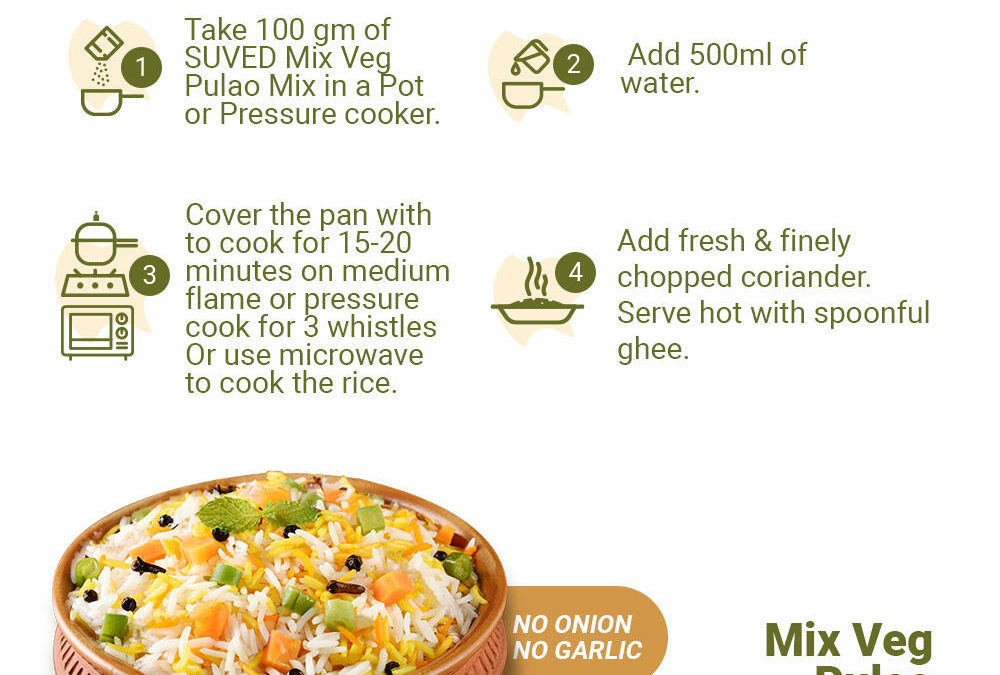 1
Take 100 gm of
SUVED Mix Veg
Pulao Mix in a Pot
or Pressure cooker.
2
Add 500ml of
water.
3
Cover the pan with
to cook for 15-20
minutes on medium
flame or pressure
cook for 3 whistles
Or use microwave
to cook the rice.
4
Add fresh & finely
chopped coriander.
Serve hot with spoonful
ghee.
NO ONION
NO GARLIC
Mix Veg
Pulao